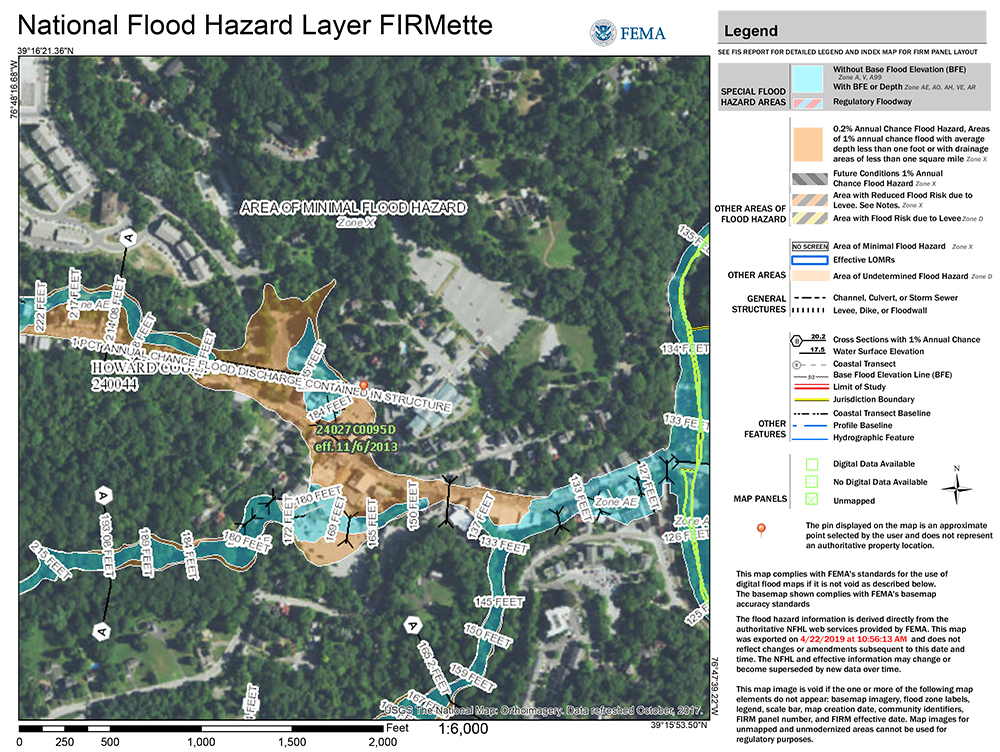 National Flood Hazard Layer FIRMette
FEMA
39°16'21.36"N
76°48'16.68"W
AREA OF MINIMAL FLOOD HAZARD
Zone X
A
135 F
222 FEET
217 FEET
ne AE
214.08 FEET
FEET
FEET
FEET
1 PCT ANNUAL CHANCE FLOOD DISCHARGE CONTAINED IN STRUCTURE
HOWARD COU
240044
134 FEET
184 FEET
133 FEET
24027C0095D
eff. 11/6/2013
A
180 FEET
172 FEET
169 FEET
165 FEET
150 FEET
137 FEET
133 FEET
Zone AE
127 FEET
Zone A
126 FEET
133 FEET
180 FEET
215 FEET
189 FEET
184 FEET
145 FEET
125 F
A
A
150 FEET
165.2 FEET
159 FEET
167 FEET
FEET
USGS The National Map: Orthoimagery. Data refreshed October, 2017.
76°47'39.22"W
39°15'53.50"N
Feet
1:6,000
0
250
500
1,000
1,500
2,000
Legend
SEE FIS REPORT FOR DETAILED LEGEND AND INDEX MAP FOR FIRM PANEL LAYOUT
SPECIAL FLOOD
HAZARD AREAS
Without Base Flood Elevation (BFE)
Zone A, V, A99
With BFE or Depth Zone AE, AO, AH, VE, AR
Regulatory Floodway
OTHER AREAS OF
FLOOD HAZARD
0.2% Annual Chance Flood Hazard, Areas
of 1% annual chance flood with average
depth less than one foot or with drainage
areas of less than one square mile Zone X
Future Conditions 1% Annual
Chance Flood Hazard Zone X
Area with Reduced Flood Risk due to
Levee. See Notes. Zone X
Area with Flood Risk due to Levee Zone D
OTHER AREAS
NO SCREEN Area of Minimal Flood Hazard Zone X
Effective LOMRs
Area of Undetermined Flood Hazard Zone D
GENERAL
STRUCTURES
Channel, Culvert, or Storm Sewer
Levee, Dike, or Floodwall
OTHER
FEATURES
B 20.2 Cross Sections with 1% Annual Chance
17.5 Water Surface Elevation
8 Coastal Transect
513 Base Flood Elevation Line (BFE)
Limit of Study
Jurisdiction Boundary
Coastal Transect Baseline
Profile Baseline
Hydrographic Feature
MAP PANELS
Digital Data Available
No Digital Data Available
Unmapped
N
The pin displayed on the map is an approximate
point selected by the user and does not represent
an authoritative property location.
This map complies with FEMA's standards for the use of
digital flood maps if it is not void as described below.
The basemap shown complies with FEMA's basemap
accuracy standards
The flood hazard information is derived directly from the
authoritative NFHL web services provided by FEMA. This map
was exported on 4/22/2019 at 10:56:13 AM and does not
reflect changes or amendments subsequent to this date and
time. The NFHL and effective information may change or
become superseded by new data over time.
This map image is void if the one or more of the following map
elements do not appear: basemap imagery, flood zone labels,
legend, scale bar, map creation date, community identifiers,
FIRM panel number, and FIRM effective date. Map images for
unmapped and unmodernized areas cannot be used for
regulatory purposes.